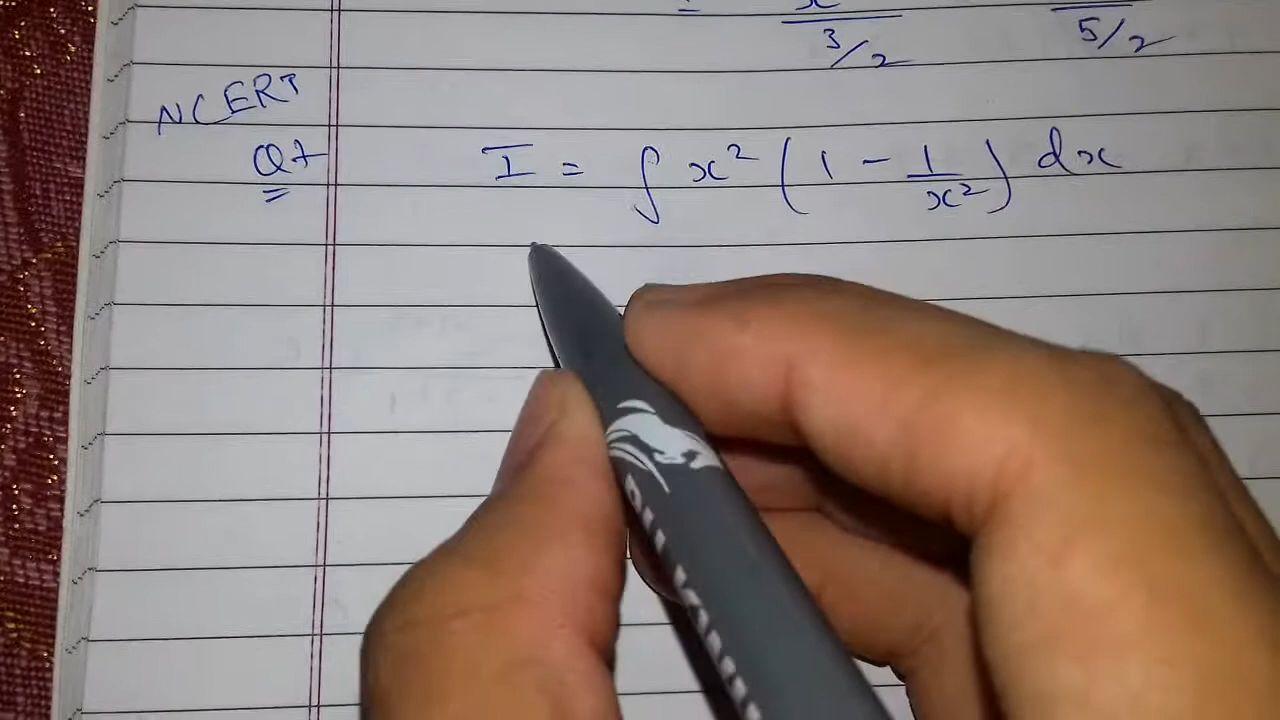 = x
3/2 5/2
NCERT
Q7 I = ∫ x² (1 - 1/x²) dx